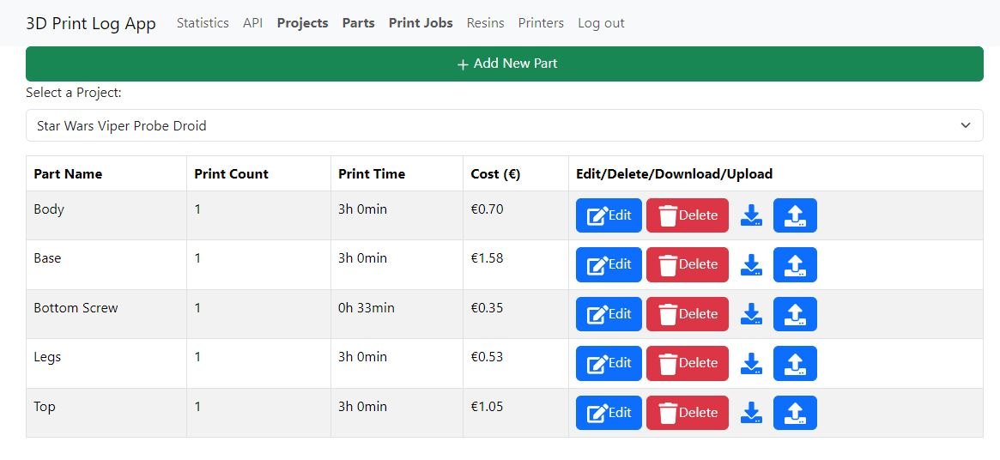 3D Print Log App Statistics API Projects Parts Print Jobs Resins Printers Log out
+ Add New Part
Select a Project:
Star Wars Viper Probe Droid
Part Name Print Count Print Time Cost (€) Edit/Delete/Download/Upload
Body 1 3h 0min €0.70 Edit Delete
Base 1 3h 0min €1.58 Edit Delete
Bottom Screw 1 0h 33min €0.35 Edit Delete
Legs 1 3h 0min €0.53 Edit Delete
Top 1 3h 0min €1.05 Edit Delete